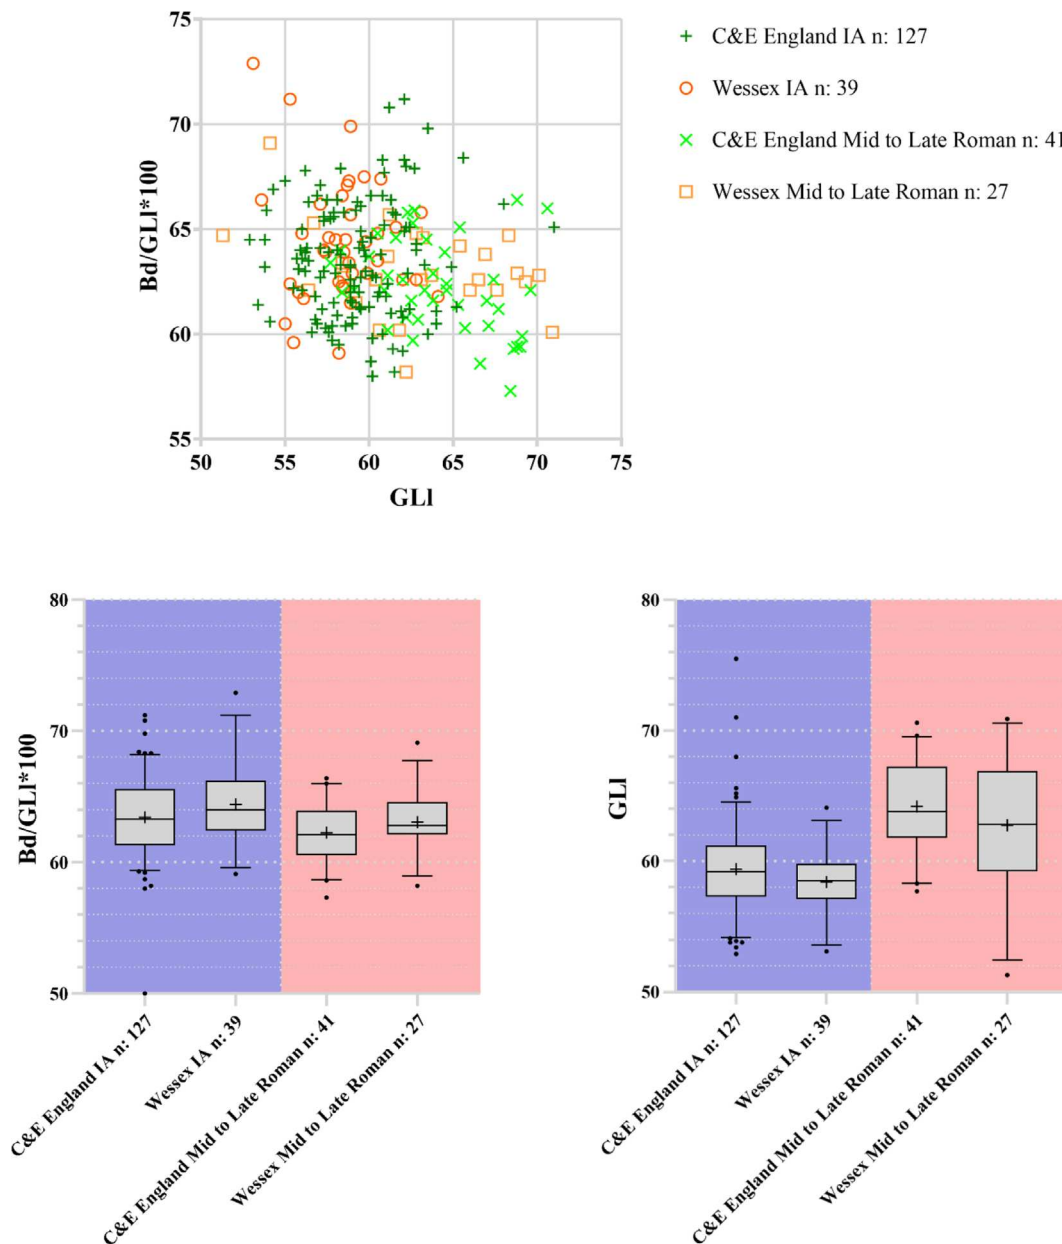 75
70
65
60
55
50
55
60
65
70
75
Bd/GLl*100
GLl
C&E England IA n: 127
Wessex IA n: 39
C&E England Mid to Late Roman n: 41
Wessex Mid to Late Roman n: 27
80
70
60
50
Bd/GLl*100
C&E England IA n: 127
Wessex IA n: 39
C&E England Mid to Late Roman n: 41
Wessex Mid to Late Roman n: 27
80
70
60
50
GLl
C&E England IA n: 127
Wessex IA n: 39
C&E England Mid to Late Roman n: 41
Wessex Mid to Late Roman n: 27